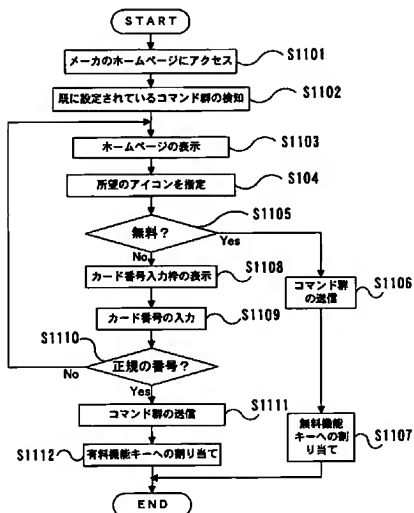 START
メーカのホームページにアクセス
S1101
既に設定されているコマンド群の検知
S1102
ホームページの表示
S1103
所望のアイコンを指定
S104
無料?
S1105
No
Yes
カード番号入力枠の表示
S1108
コマンド群
の送信
S1106
カード番号の入力
S1109
S1110
正規の番号?
No
Yes
コマンド群の送信
S1111
無料機能
キーへの割
り当て
S1107
S1112
有料機能キーへの割り当て
END